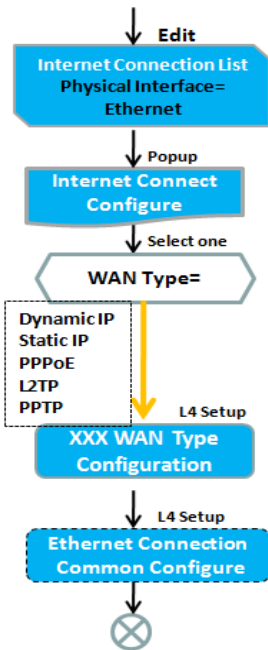 Edit
Internet Connection List
Physical Interface=
Ethernet
Popup
Internet Connect
Configure
Select one
WAN Type=
Dynamic IP
Static IP
PPPoE
L2TP
PPTP
L4 Setup
XXX WAN Type
Configuration
L4 Setup
Ethernet Connection
Common Configure